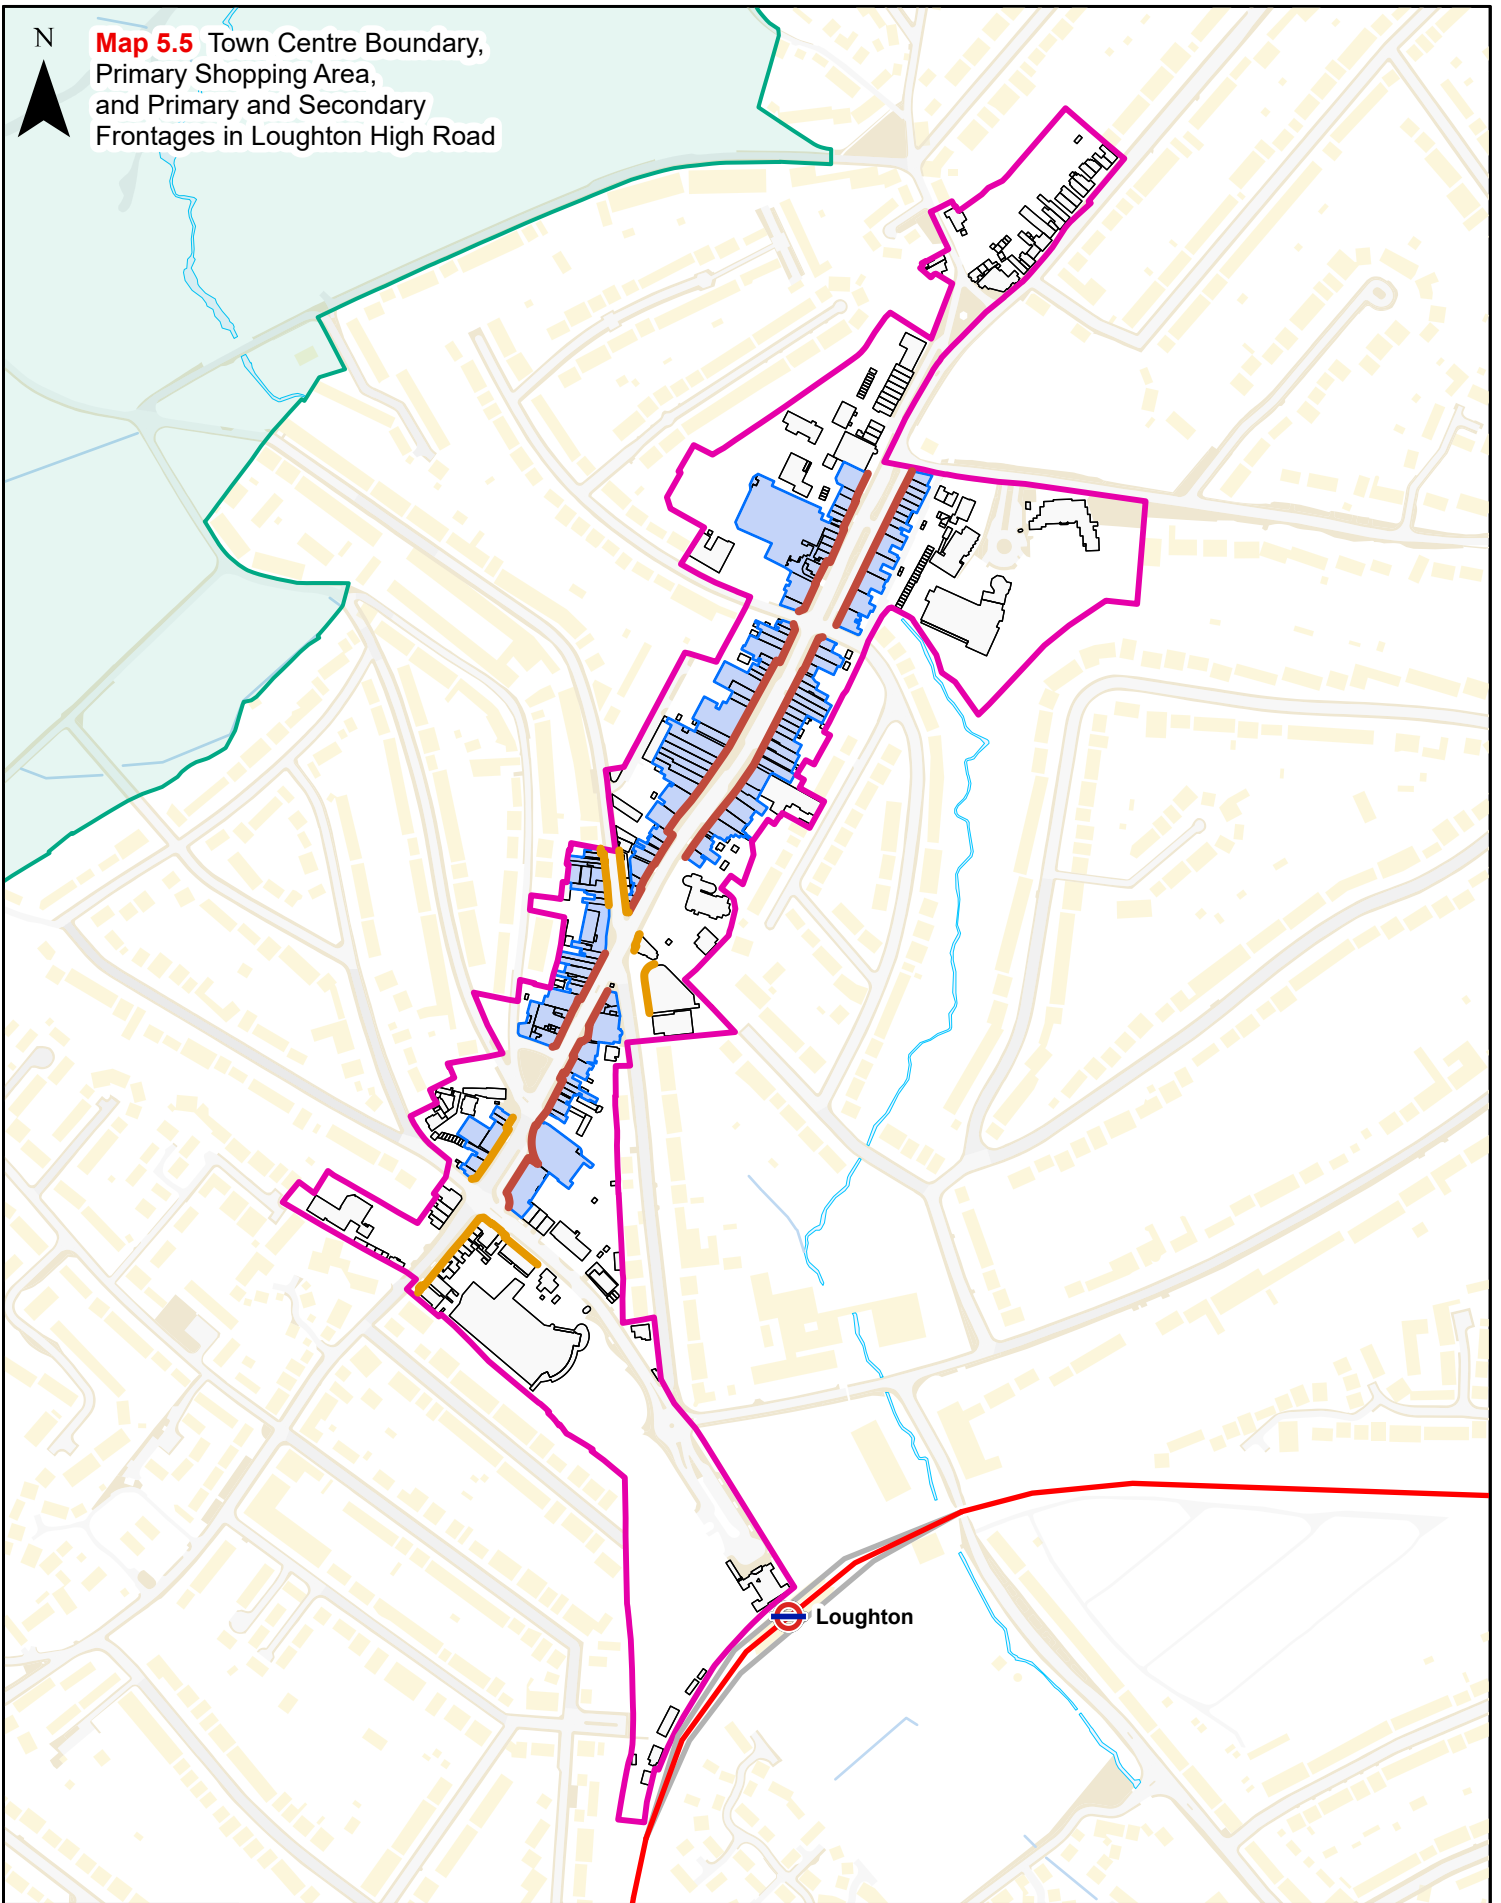 N
Map 5.5 Town Centre Boundary,
Primary Shopping Area,
and Primary and Secondary
Frontages in Loughton High Road
Loughton